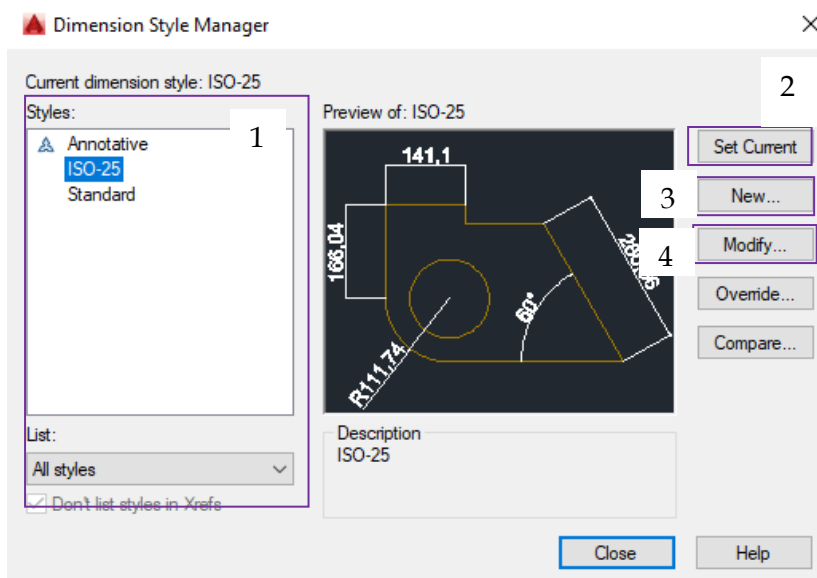 Dimension Style Manager
Current dimension style: ISO-25
2
Styles:
1
Preview of: ISO-25
Annotative
ISO-25
Standard
141,1
166,04
60°
R111,74
Set Current
3
New...
4
Modify...
Override...
Compare...
List:
All styles
Don't list styles in Xrefs
Description
ISO-25
Close
Help